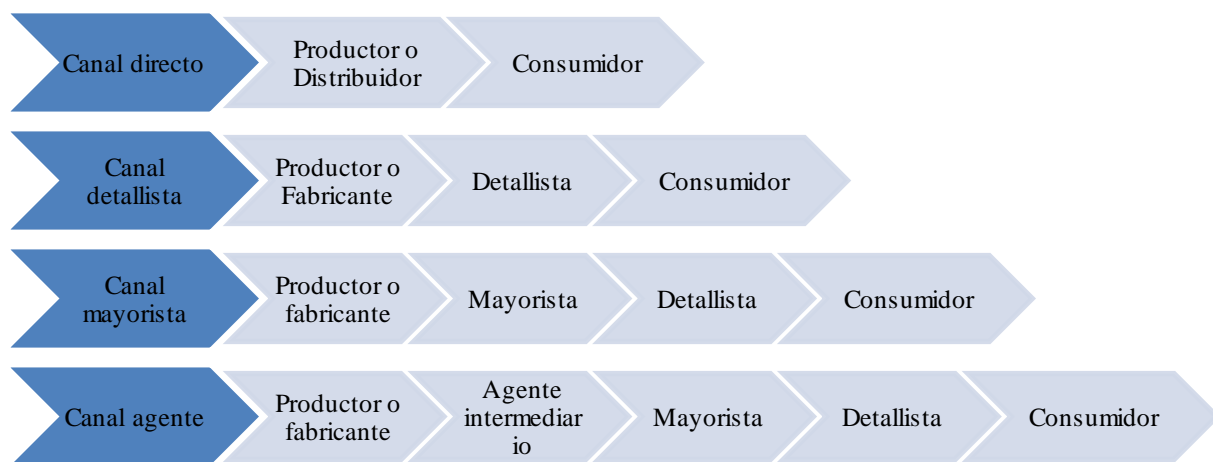 Canal directo
Productor o
Distribuidor
Consumidor
Canal
detallista
Productor o
Fabricante
Detallista
Consumidor
Canal
mayorista
Productor o
fabricante
Mayorista
Detallista
Consumidor
Canal agente
Productor o
fabricante
Agente
intermediar
io
Mayorista
Detallista
Consumidor